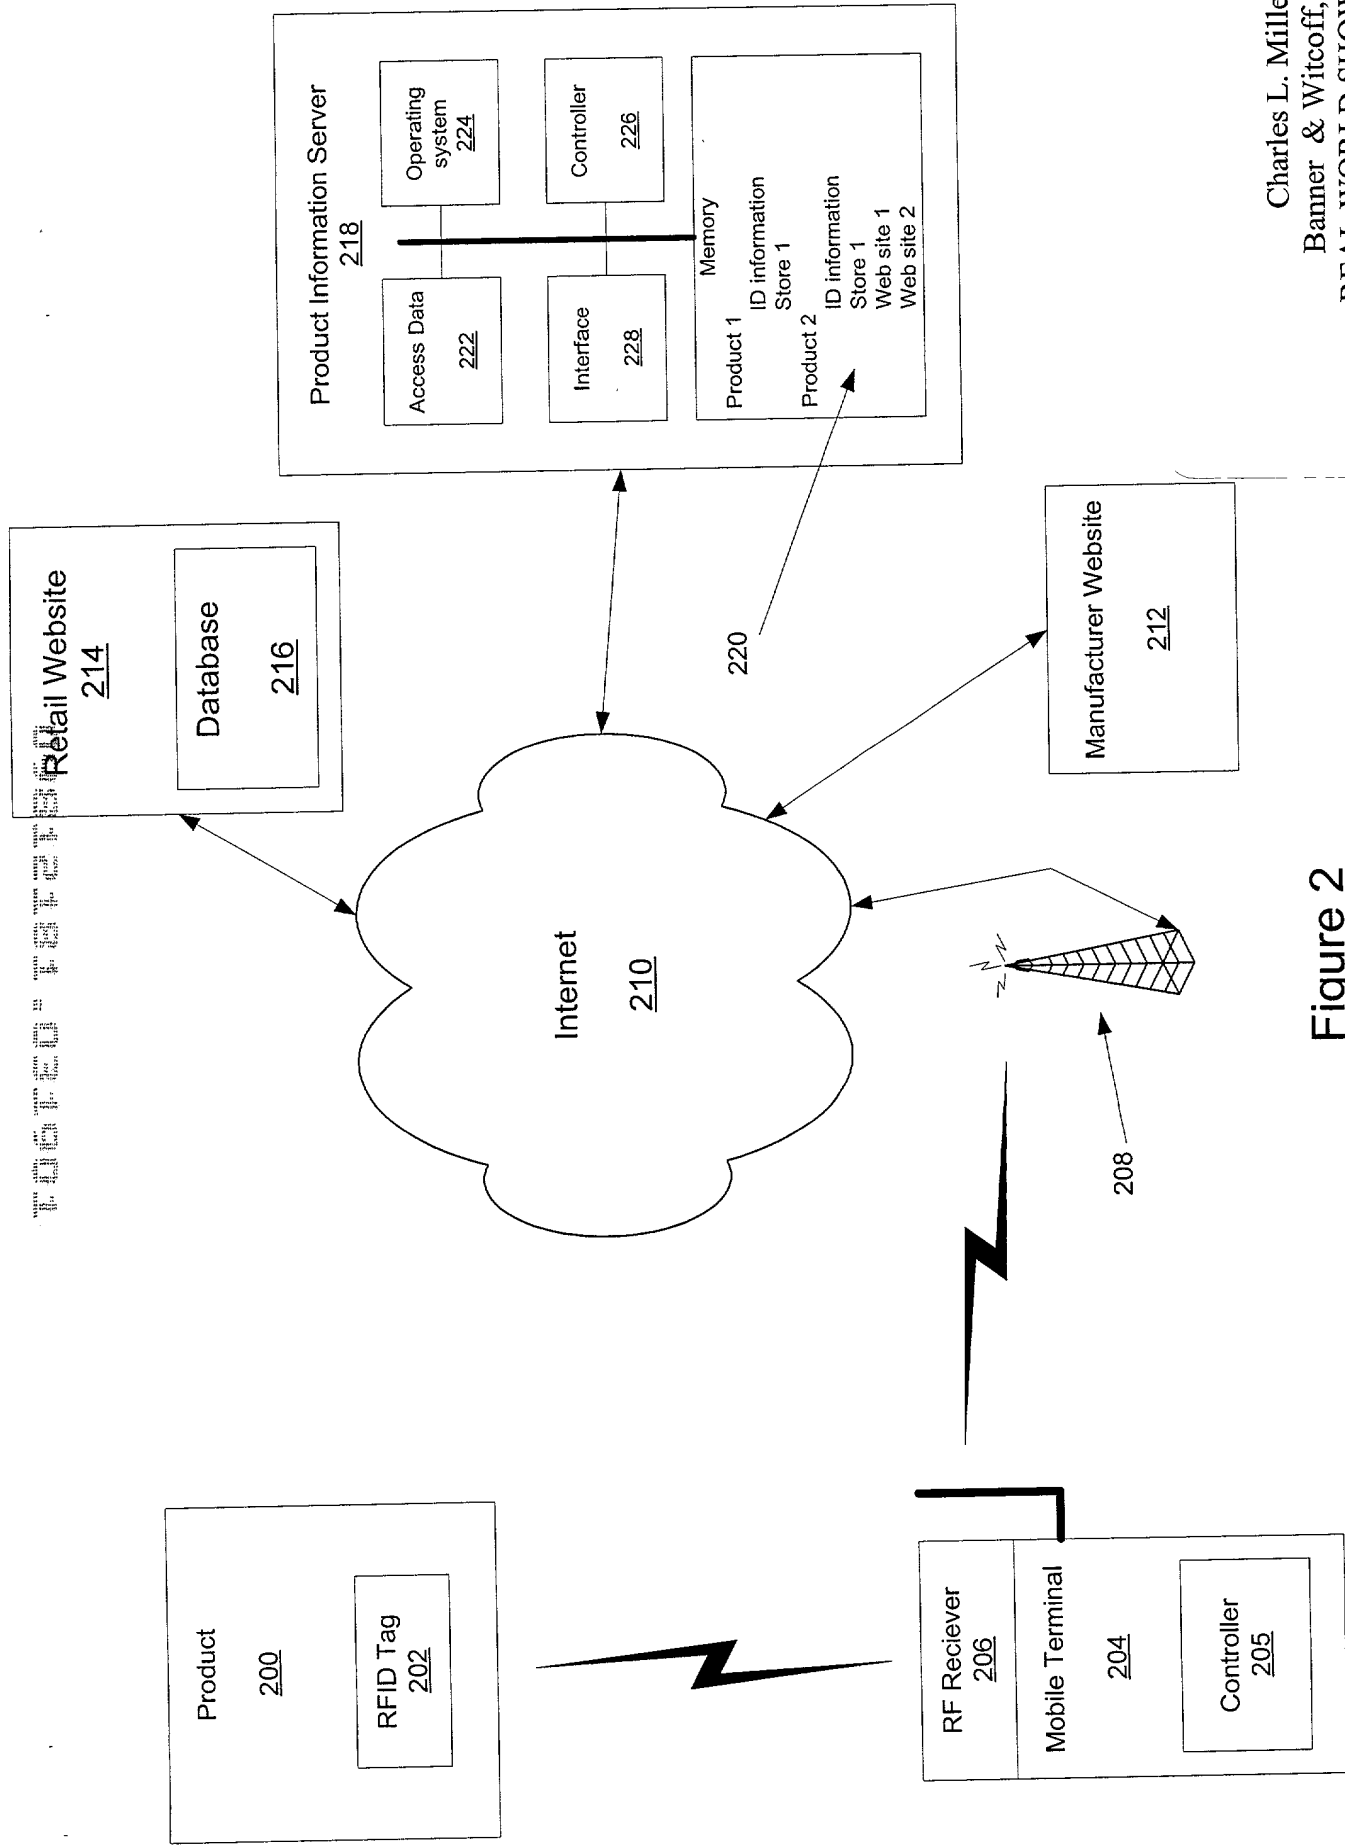 Retail Website
214
Database
216
Product Information Server
218
Access Data
222
Operating
system
224
Interface
228
Controller
226
Memory
Product 1
ID information
Store 1
Product 2
ID information
Store 1
Web site 1
Web site 2
220
Internet
210
Manufacturer Website
212
208
Product
200
RFID Tag
202
RF Reciever
206
Mobile Terminal
204
Controller
205
Figure 2
Charles L. Mille
Banner & Witcoff,